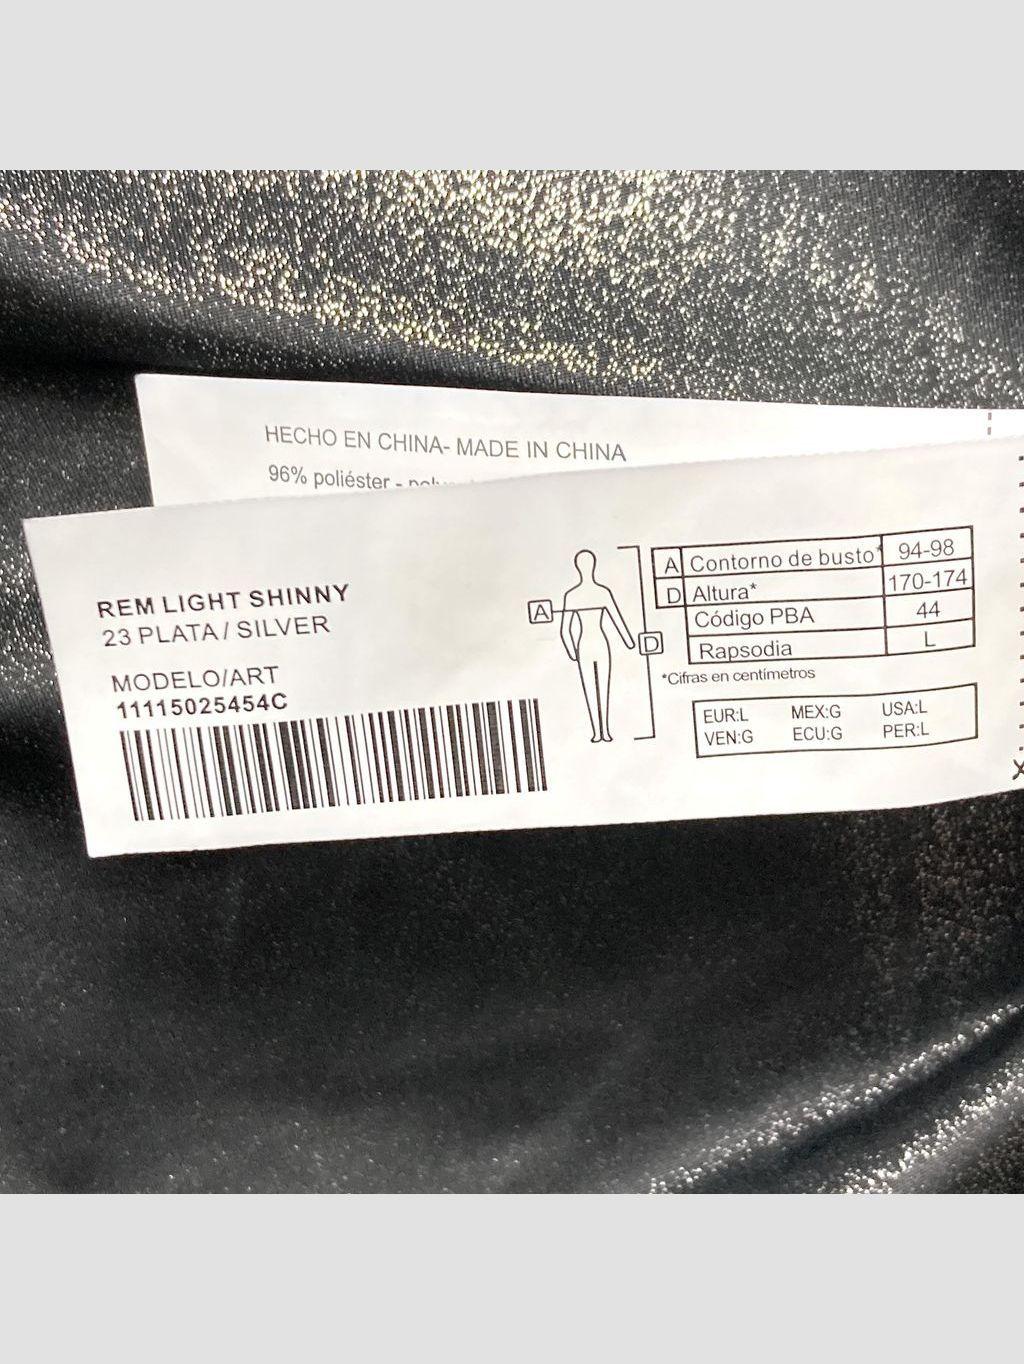 HECHO EN CHINA- MADE IN CHINA
96% poliéster -
REM LIGHT SHINNY
23 PLATA / SILVER
MODELO/ART
11115025454C
A
D
A Contorno de busto* 94-98
D Altura* 170-174
Código PBA 44
Rapsodia L
*Cifras en centímetros
EUR:L MEX:G USA:L
VEN:G ECU:G PER:L